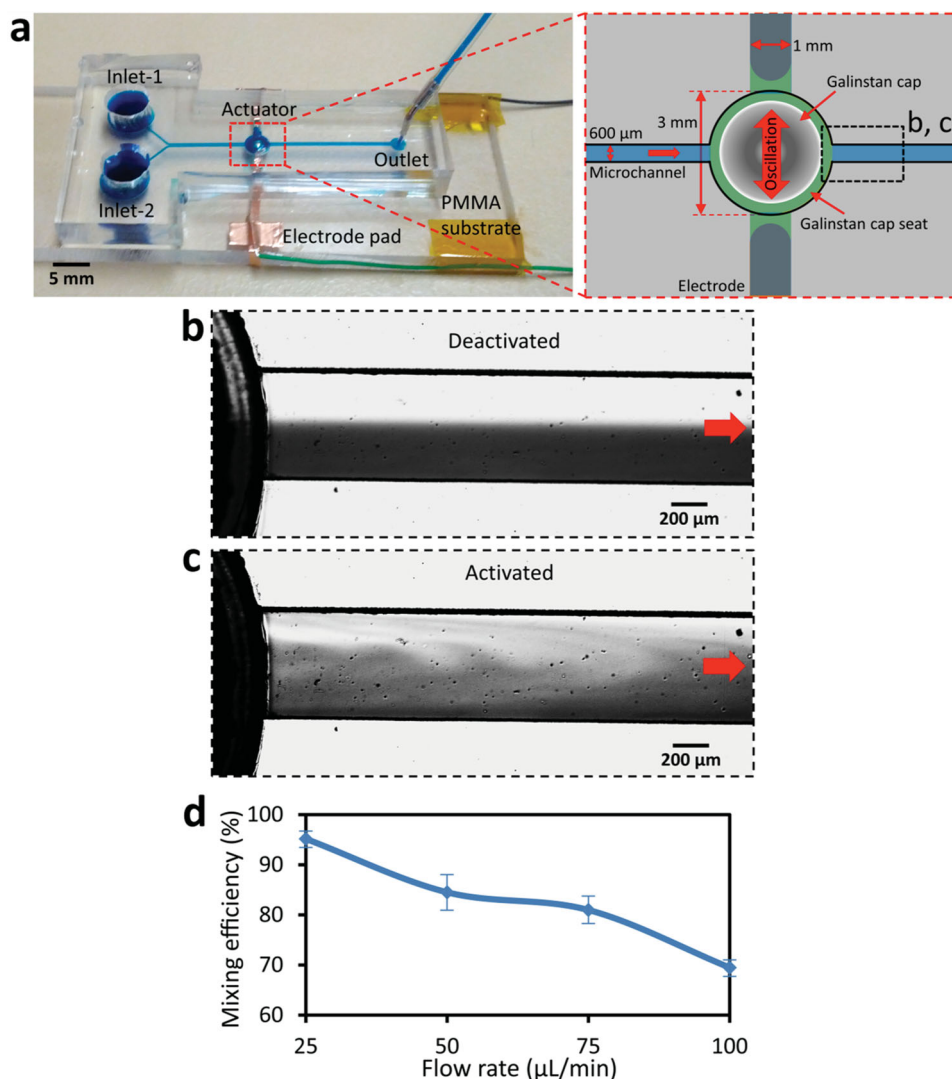 a
Inlet-1
Actuator
Inlet-2
Outlet
PMMA
substrate
Electrode pad
5 mm
1 mm
Galinstan cap
600 µm
3 mm
Oscillation
b, c
Microchannel
Galinstan cap seat
Electrode
b
Deactivated
200 µm
c
Activated
200 µm
d
Mixing efficiency (%)
100
90
80
70
60
25
50
75
100
Flow rate (µL/min)